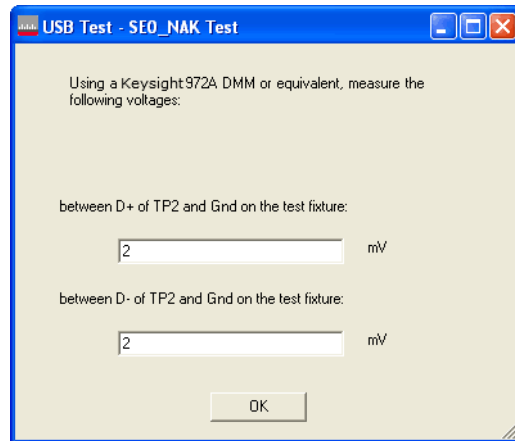 USB Test - SE0_NAK Test
Using a Keysight 972A DMM or equivalent, measure the
following voltages:
between D+ of TP2 and Gnd on the test fixture:
2
mV
between D- of TP2 and Gnd on the test fixture:
2
mV
OK